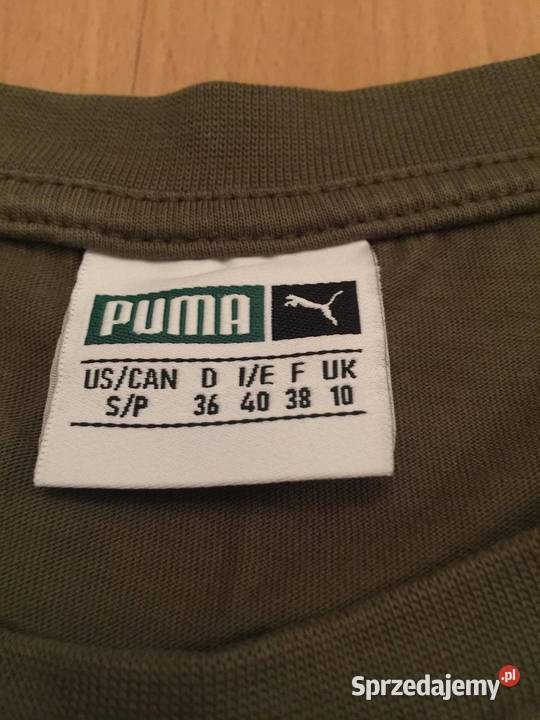 PUMA
US/CAN D I/E F UK
S/P 36 40 38 10
Sprzedajemy.pl